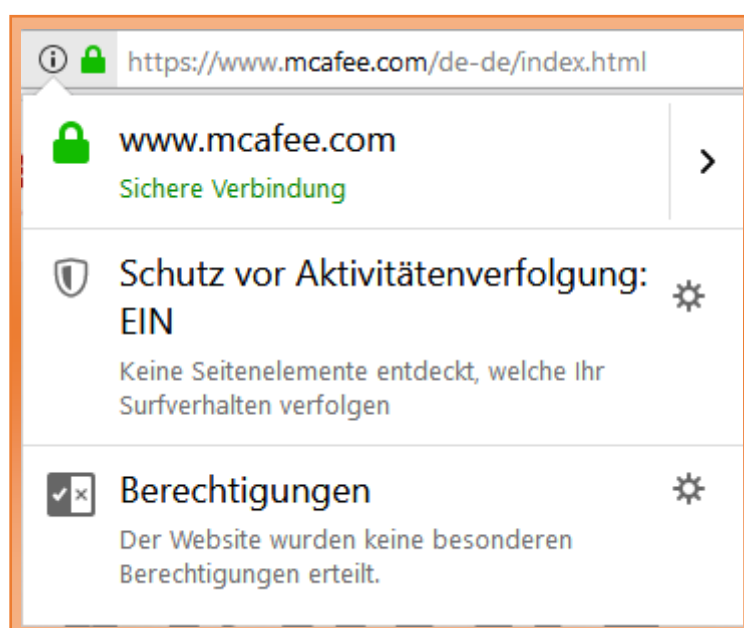 https://www.mcafee.com/de-de/index.html
www.mcafee.com
Sichere Verbindung
Schutz vor Aktivitätenverfolgung:
EIN
Keine Seitenelemente entdeckt, welche Ihr
Surfverhalten verfolgen
Berechtigungen
Der Website wurden keine besonderen
Berechtigungen erteilt.